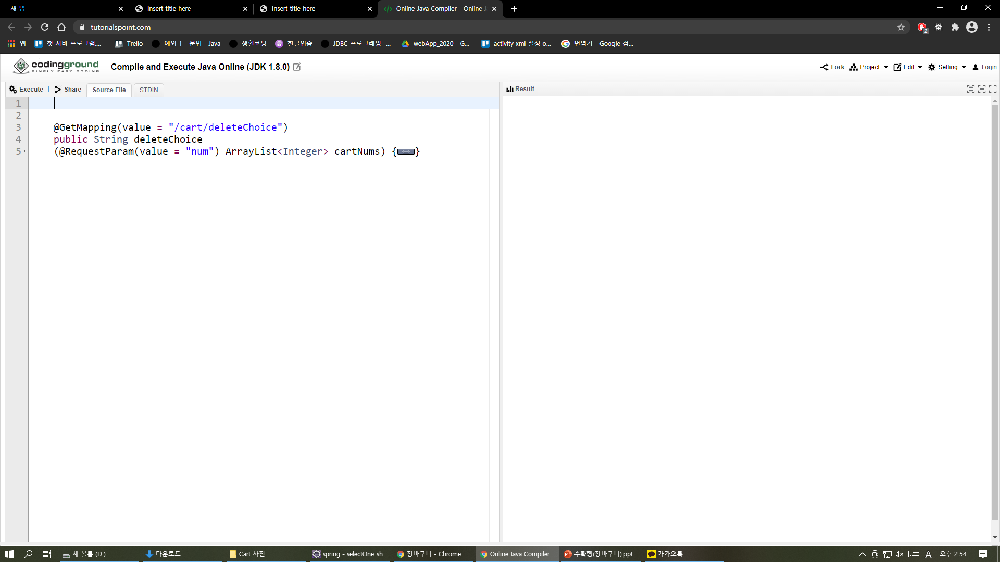 새 탭
Insert title here
Insert title here
Online Java Compiler - Online J
tutorialspoint.com
2
앱
첫 자바 프로그램....
Trello
예외 1 - 문법 - Java
생활코딩
한글입숨
JDBC 프로그래밍 -...
webApp_2020 - G...
activity xml 설정 o...
번역기 - Google 검...
codingground
SIMPLY EASY CODING
Compile and Execute Java Online (JDK 1.8.0)
Fork
Project
Edit
Setting
Login
Execute | Share
Source File
STDIN
Result
1
2
3 @GetMapping(value = "/cart/deleteChoice")
4 public String deleteChoice
5 (@RequestParam(value = "num") ArrayList<Integer> cartNums) {}
새 볼륨 (D:)
다운로드
Cart 사진
spring - selectOne_sh...
장바구니 - Chrome
Online Java Compiler...
수확행(장바구니).ppt...
카카오톡
A
오후 2:54